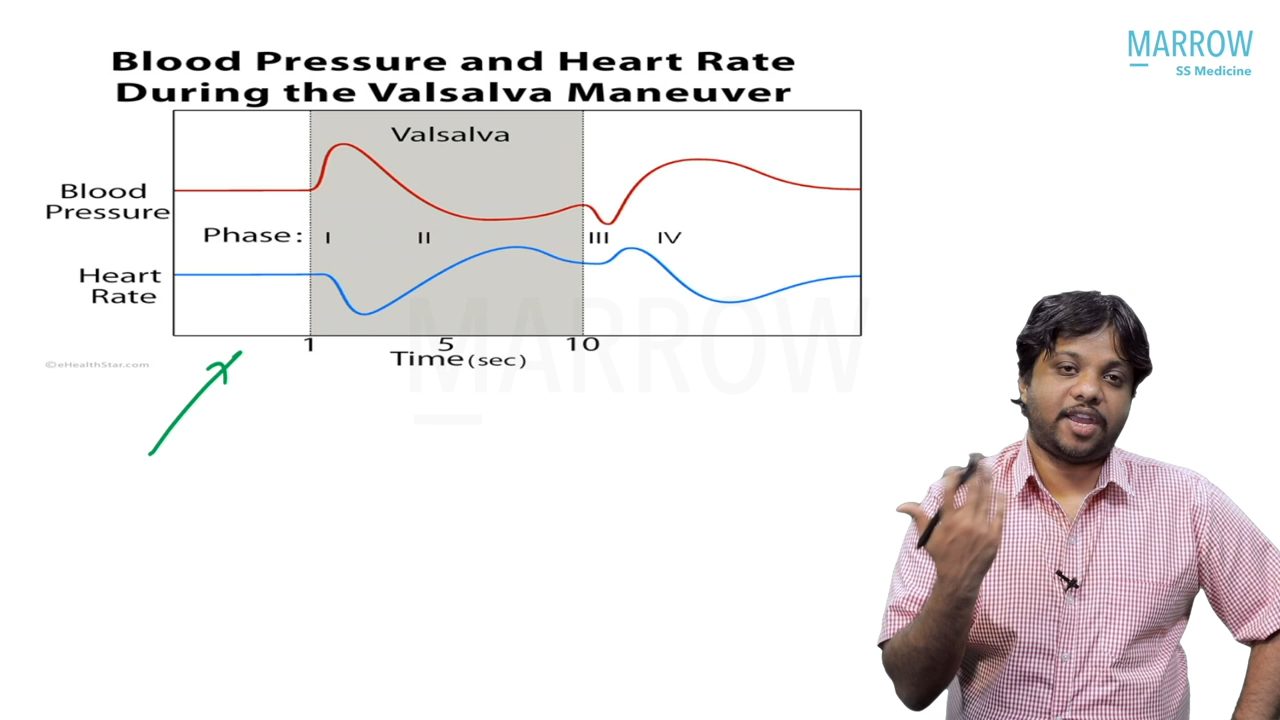 MARROW
SS Medicine
Blood Pressure and Heart Rate
During the Valsalva Maneuver
Valsalva
Blood
Pressure
Phase: I II III IV
Heart
Rate
1 5 10
Time (sec)
©eHealthStar.com
MARROW